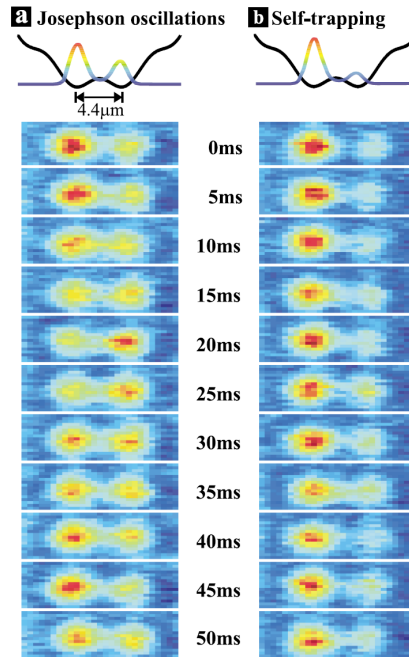 a Josephson oscillations
b Self-trapping
4.4μm
0ms
5ms
10ms
15ms
20ms
25ms
30ms
35ms
40ms
45ms
50ms